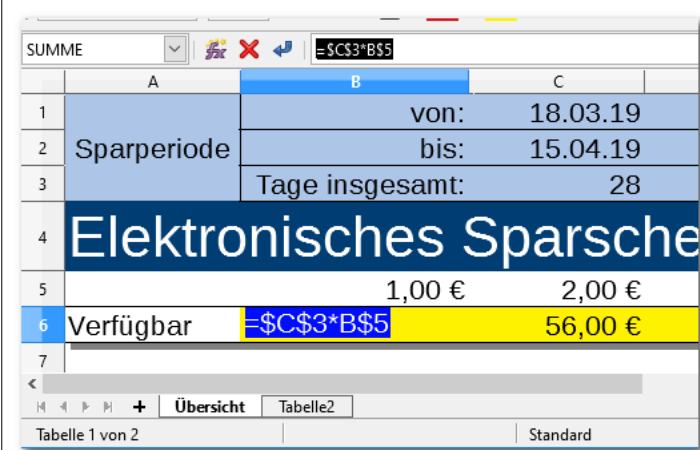 SUMME =$C$3*B$5
A B C
1 von: 18.03.19
2 Sparperiode bis: 15.04.19
3 Tage insgesamt: 28
4 Elektronisches Sparsche
5 1,00 € 2,00 €
6 Verfügbar =$C$3*B$5 56,00 €
7
+ Übersicht Tabelle2
Tabelle 1 von 2 Standard